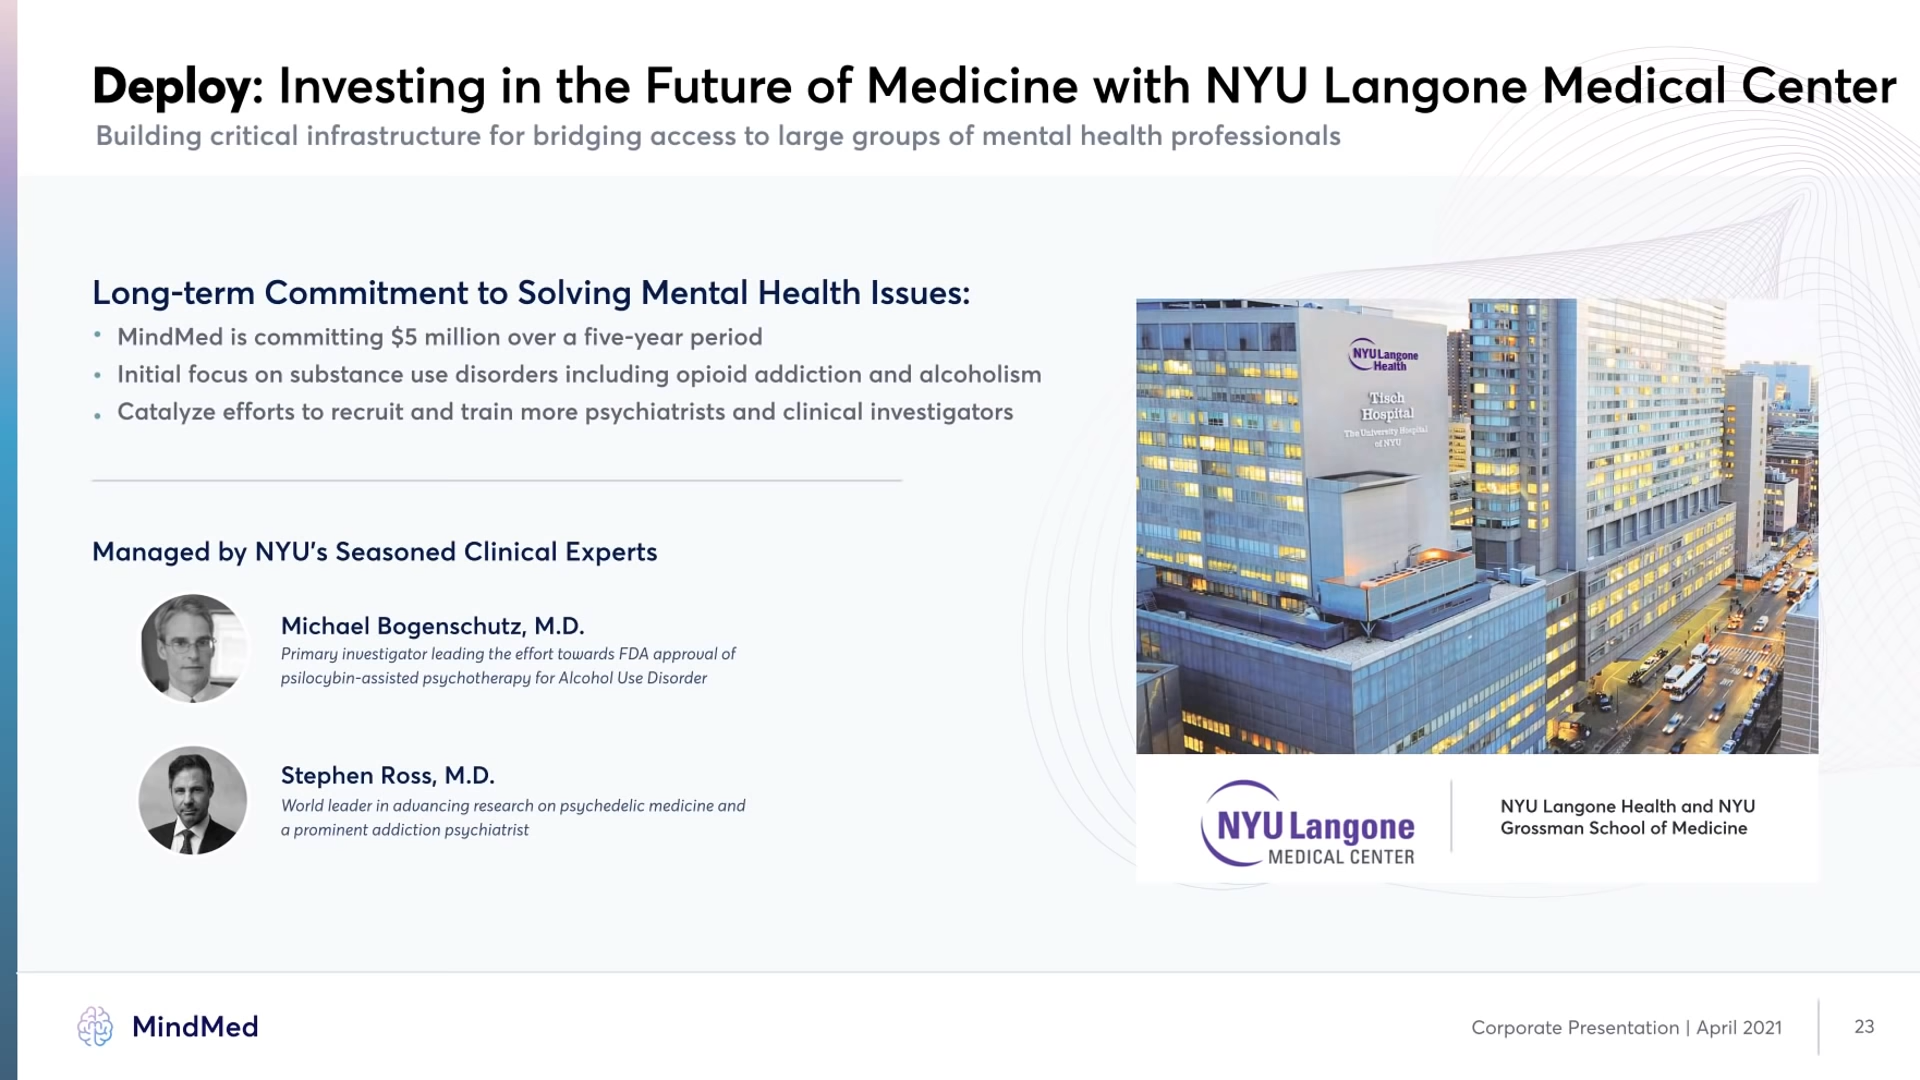 Deploy: Investing in the Future of Medicine with NYU Langone Medical Center
Building critical infrastructure for bridging access to large groups of mental health professionals
Long-term Commitment to Solving Mental Health Issues:
• MindMed is committing $5 million over a five-year period
• Initial focus on substance use disorders including opioid addiction and alcoholism
• Catalyze efforts to recruit and train more psychiatrists and clinical investigators
Managed by NYU's Seasoned Clinical Experts
Michael Bogenschutz, M.D.
Primary investigator leading the effort towards FDA approval of
psilocybin-assisted psychotherapy for Alcohol Use Disorder
Stephen Ross, M.D.
World leader in advancing research on psychedelic medicine and
a prominent addiction psychiatrist
NYU Langone
Health
Tisch
Hospital
The University Hospital
of NYU
NYU Langone
MEDICAL CENTER
NYU Langone Health and NYU
Grossman School of Medicine
MindMed
Corporate Presentation | April 2021
23